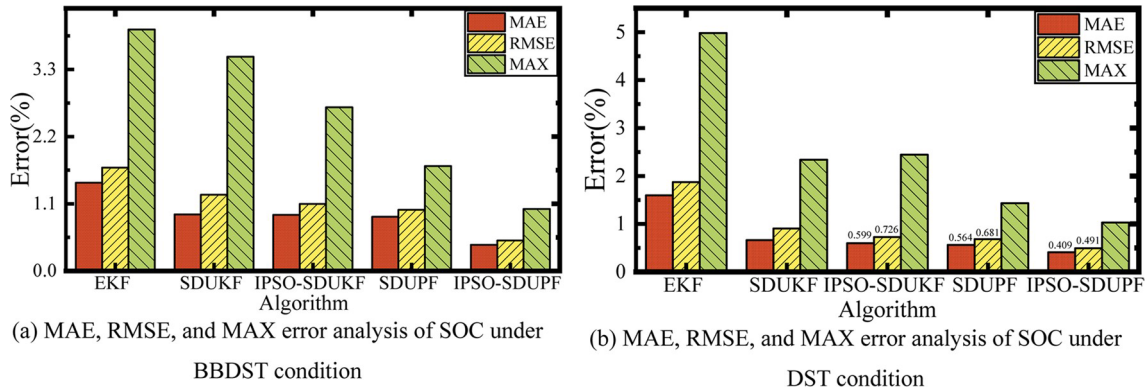 MAE
RMSE
MAX
3.3
2.2
1.1
0.0
Error(%)
EKF SDUKF IPSO-SDUKF SDUPF IPSO-SDUPF
Algorithm
(a) MAE, RMSE, and MAX error analysis of SOC under
BBDST condition
MAE
RMSE
MAX
5
4
3
2
1
0
Error(%)
0.599 0.726 0.564 0.681 0.409 0.491
EKF SDUKF IPSO-SDUKF SDUPF IPSO-SDUPF
Algorithm
(b) MAE, RMSE, and MAX error analysis of SOC under
DST condition